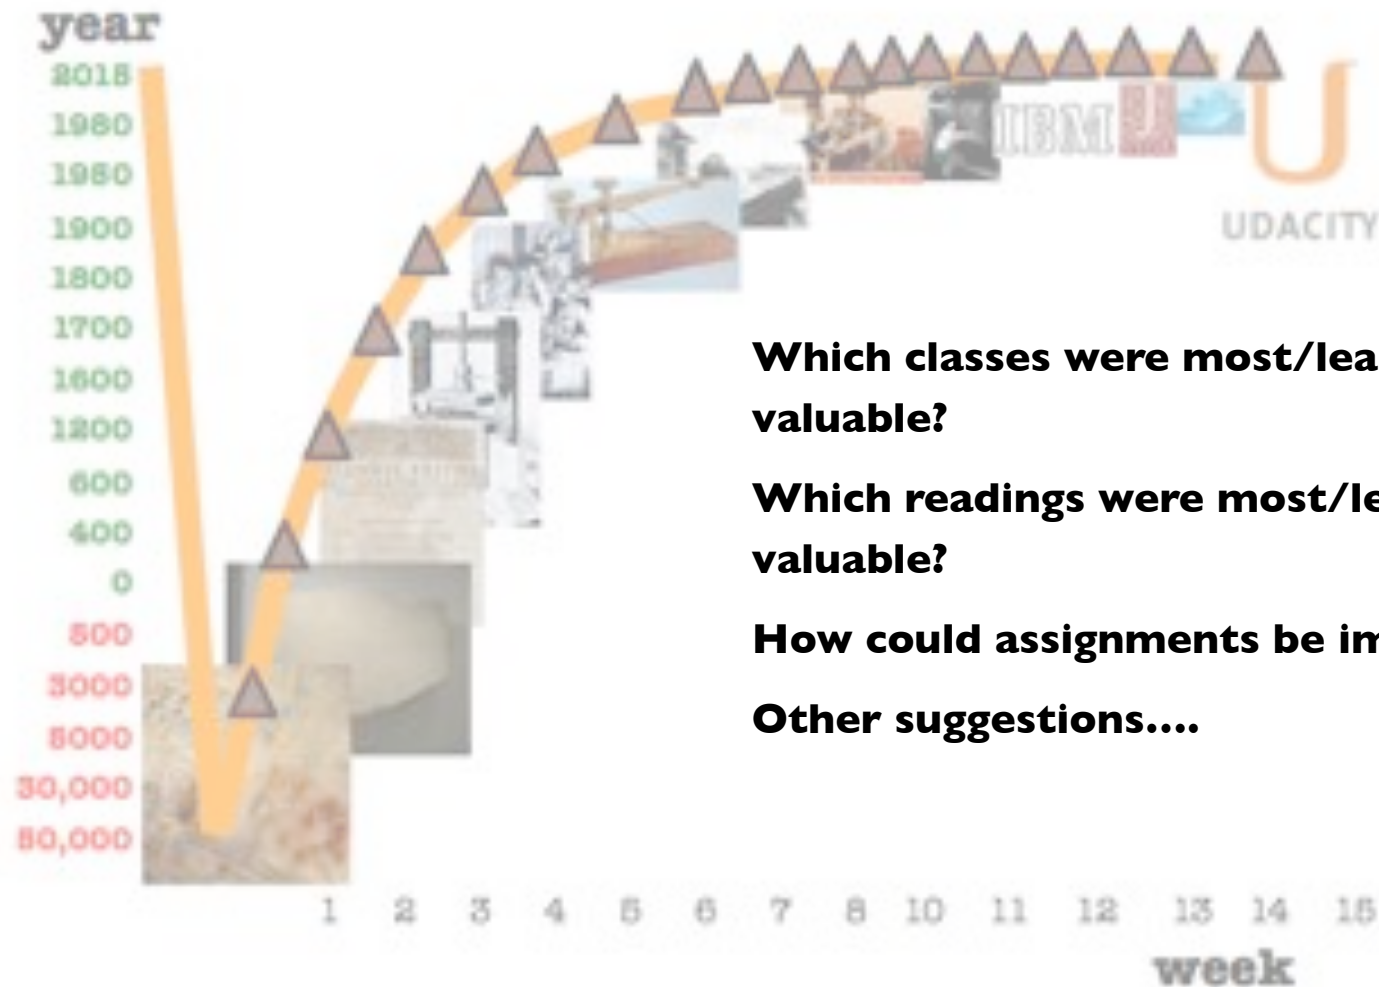 year
2015
1980
1950
1900
1800
1700
1600
1200
600
400
0
500
3000
5000
30,000
50,000
IBM
U
UDACITY
Which classes were most/lea
valuable?
Which readings were most/le
valuable?
How could assignments be im
Other suggestions....
1 2 3 4 5 6 7 8 10 11 12 13 14 15
week